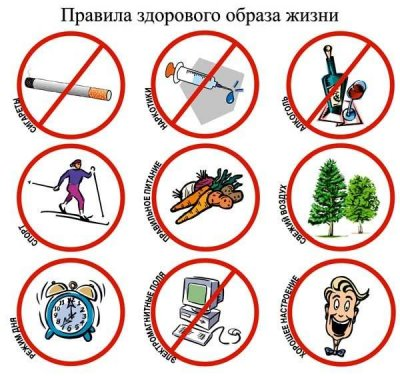 Правила здорового образа жизни
СИГАРЕТЫ
НАРКОТИКИ
АЛКОГОЛЬ
СПОРТ
ПРАВИЛЬНОЕ ПИТАНИЕ
СВЕЖИЙ ВОЗДУХ
РЕЖИМ ДНЯ
ЭЛЕКТРОМАГНИТНЫЕ ПОЛЯ
ХОРОШЕЕ НАСТРОЕНИЕ